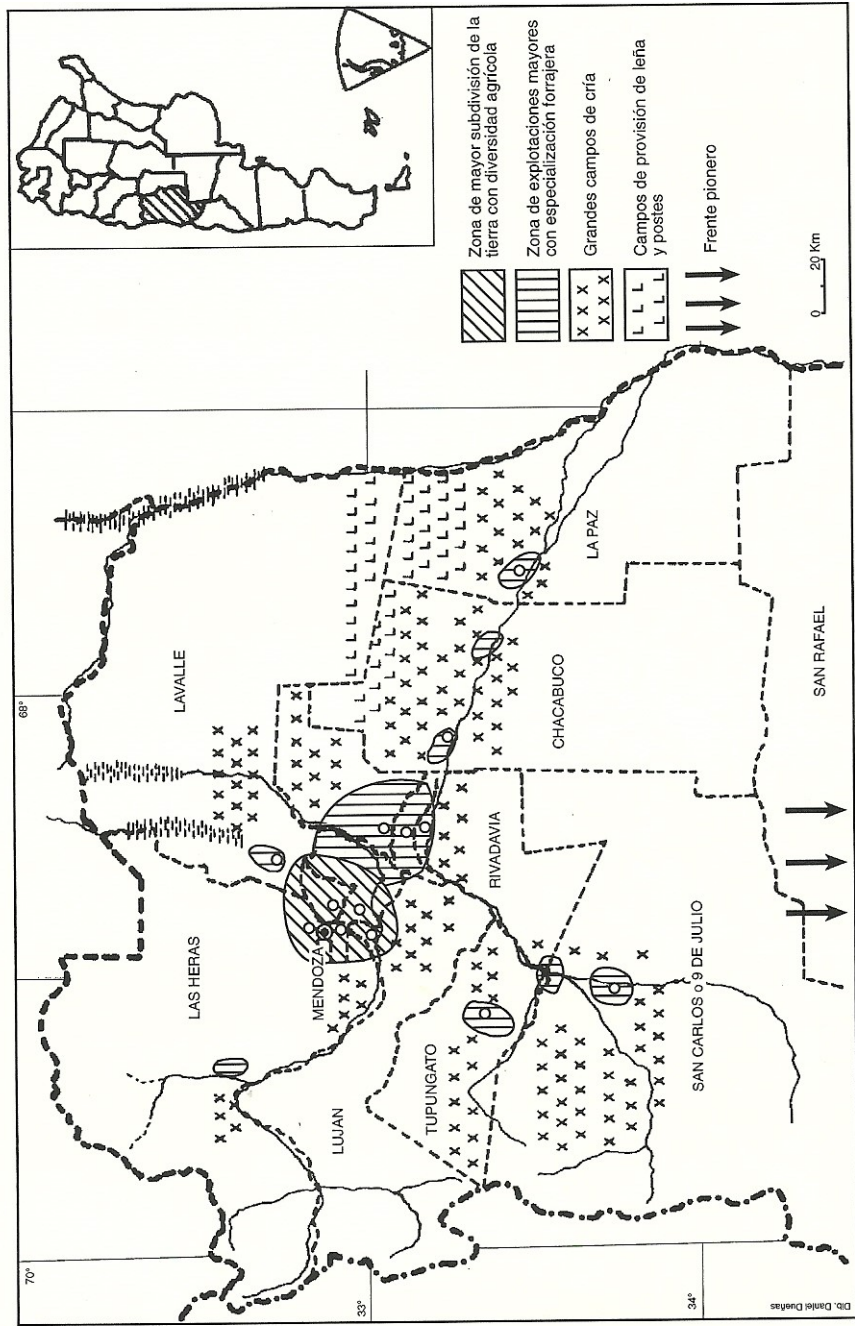 70°
68°
33°
34°
LAS HERAS
LAVALLE
MENDOZA
LUJAN
TUPUNGATO
RIVADAVIA
SAN CARLOS o 9 DE JULIO
CHACABUCO
LA PAZ
SAN RAFAEL
Zona de mayor subdivisión de la
tierra con diversidad agrícola
Zona de explotaciones mayores
con especialización forrajera
Grandes campos de cría
Campos de provisión de leña
y postes
Frente pionero
0 20 Km
Dib. Daniel Dueñas